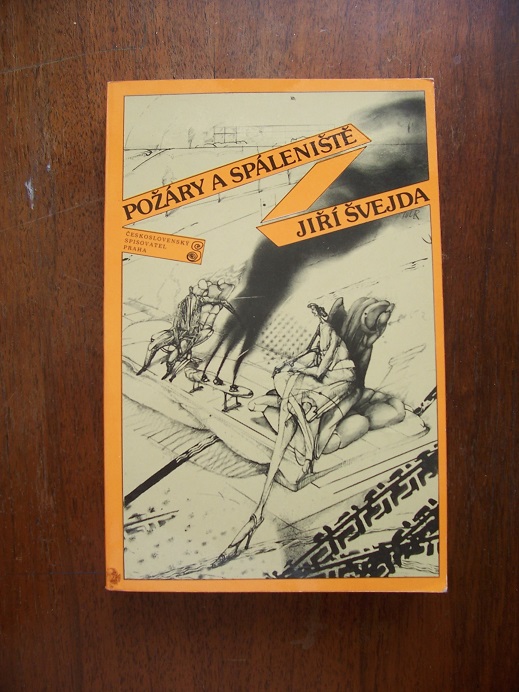 POŽÁRY A SPÁLENIŠTĚ
JIŘÍ ŠVEJDA
ČESKOSLOVENSKÝ
SPISOVATEL
PRAHA